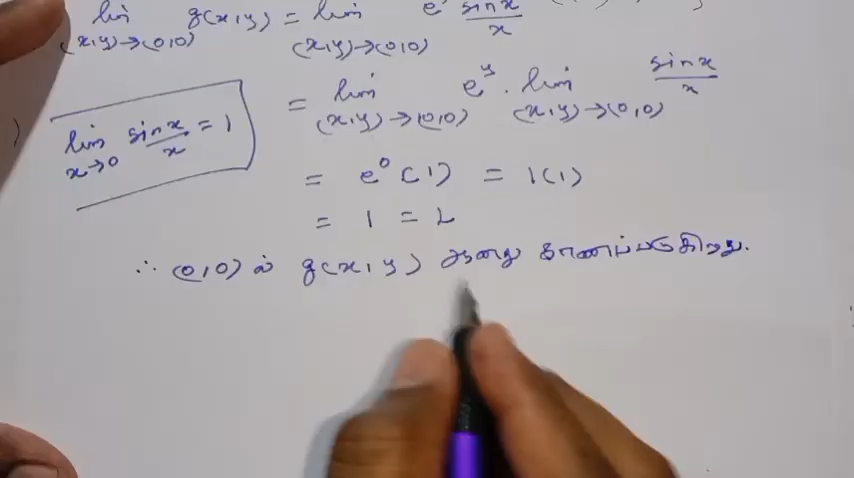 lim g(x,y) = lim e^y sinx/x
(x,y)→(0,0) (x,y)→(0,0)
= lim e^y . lim sinx/x
(x,y)→(0,0) (x,y)→(0,0)
lim sinx/x = 1
x→0
= e^0 (1) = 1(1)
= 1 = L
∴ (0,0) ல் g(x,y) ஆனது காணப்படுகிறது.